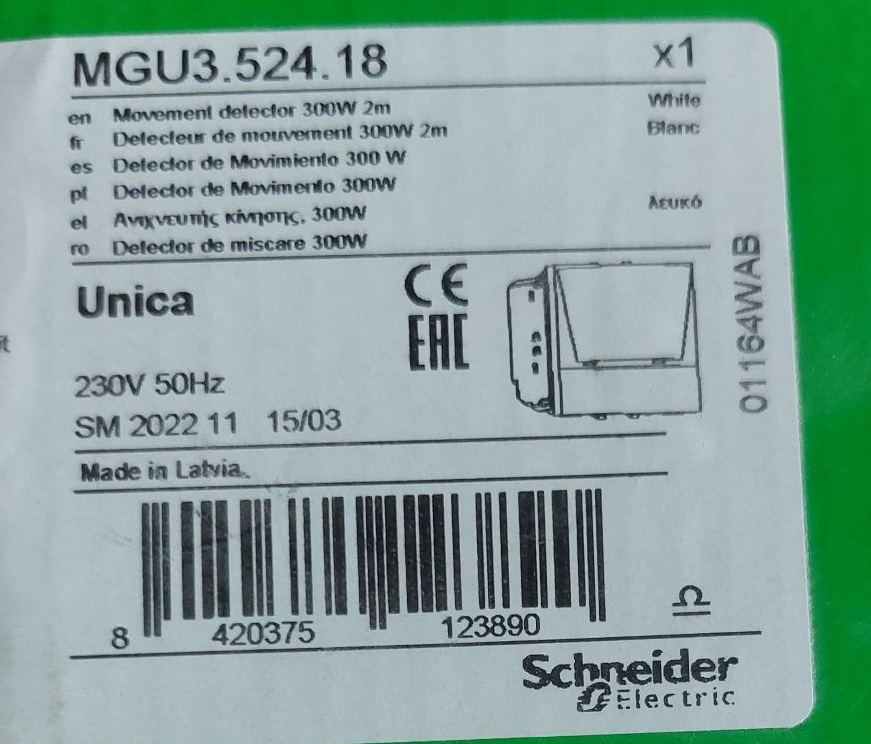 MGU3.524.18 x1
en Movement detector 300W 2m White
fr Detecteur de mouvement 300W 2m Blanc
es Detector de Movimiento 300 W
pt Detector de Movimento 300W
el Ανιχνευτής κίνησης, 300W Λευκό
ro Detector de miscare 300W
Unica
CE
EAC
230V 50Hz
SM 2022 11 15/03
01164WAB
Made in Latvia.
8 420375 123890
Schneider
Electric